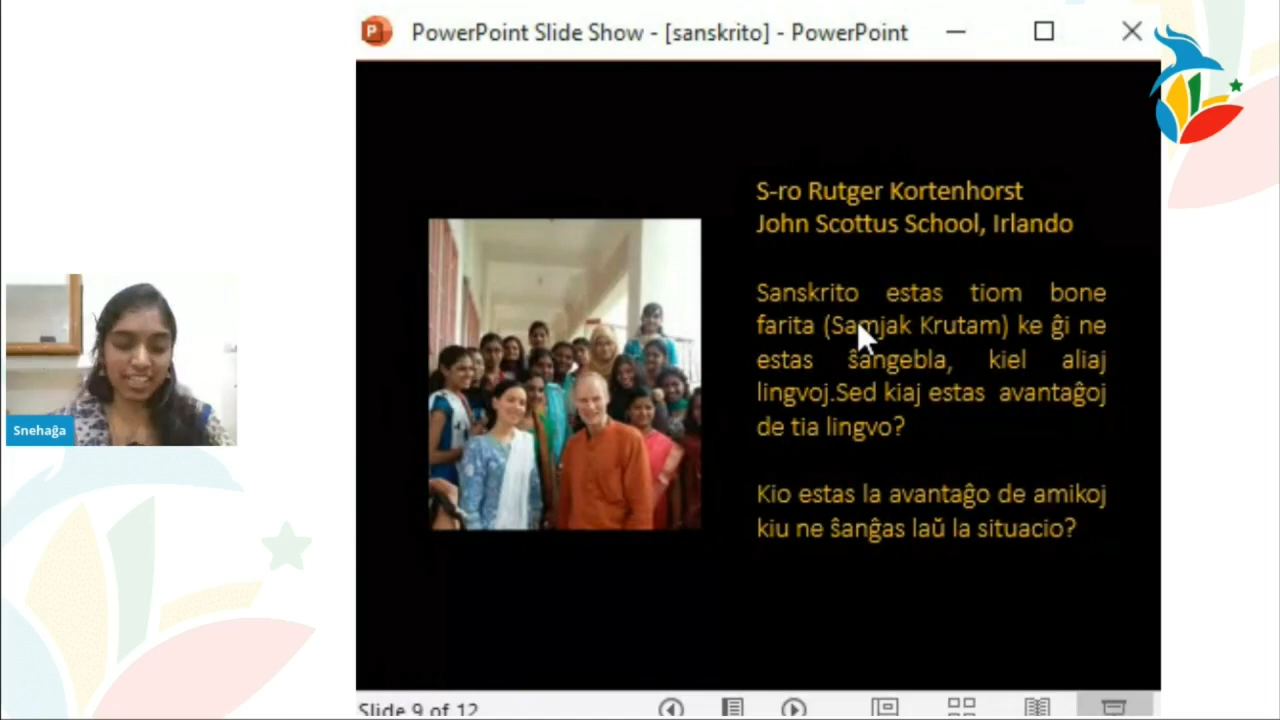 PowerPoint Slide Show - [sanskrito] - PowerPoint
S-ro Rutger Kortenhorst
John Scottus School, Irlando
Sanskrito estas tiom bone
farita (Samjak Krutam) ke ĝi ne
estas ŝangebla, kiel aliaj
lingvoj.Sed kiaj estas avantaĝoj
de tia lingvo?
Kio estas la avantaĝo de amikoj
kiu ne ŝanĝas laŭ la situacio?
Snehaĝa
Slide 9 of 12